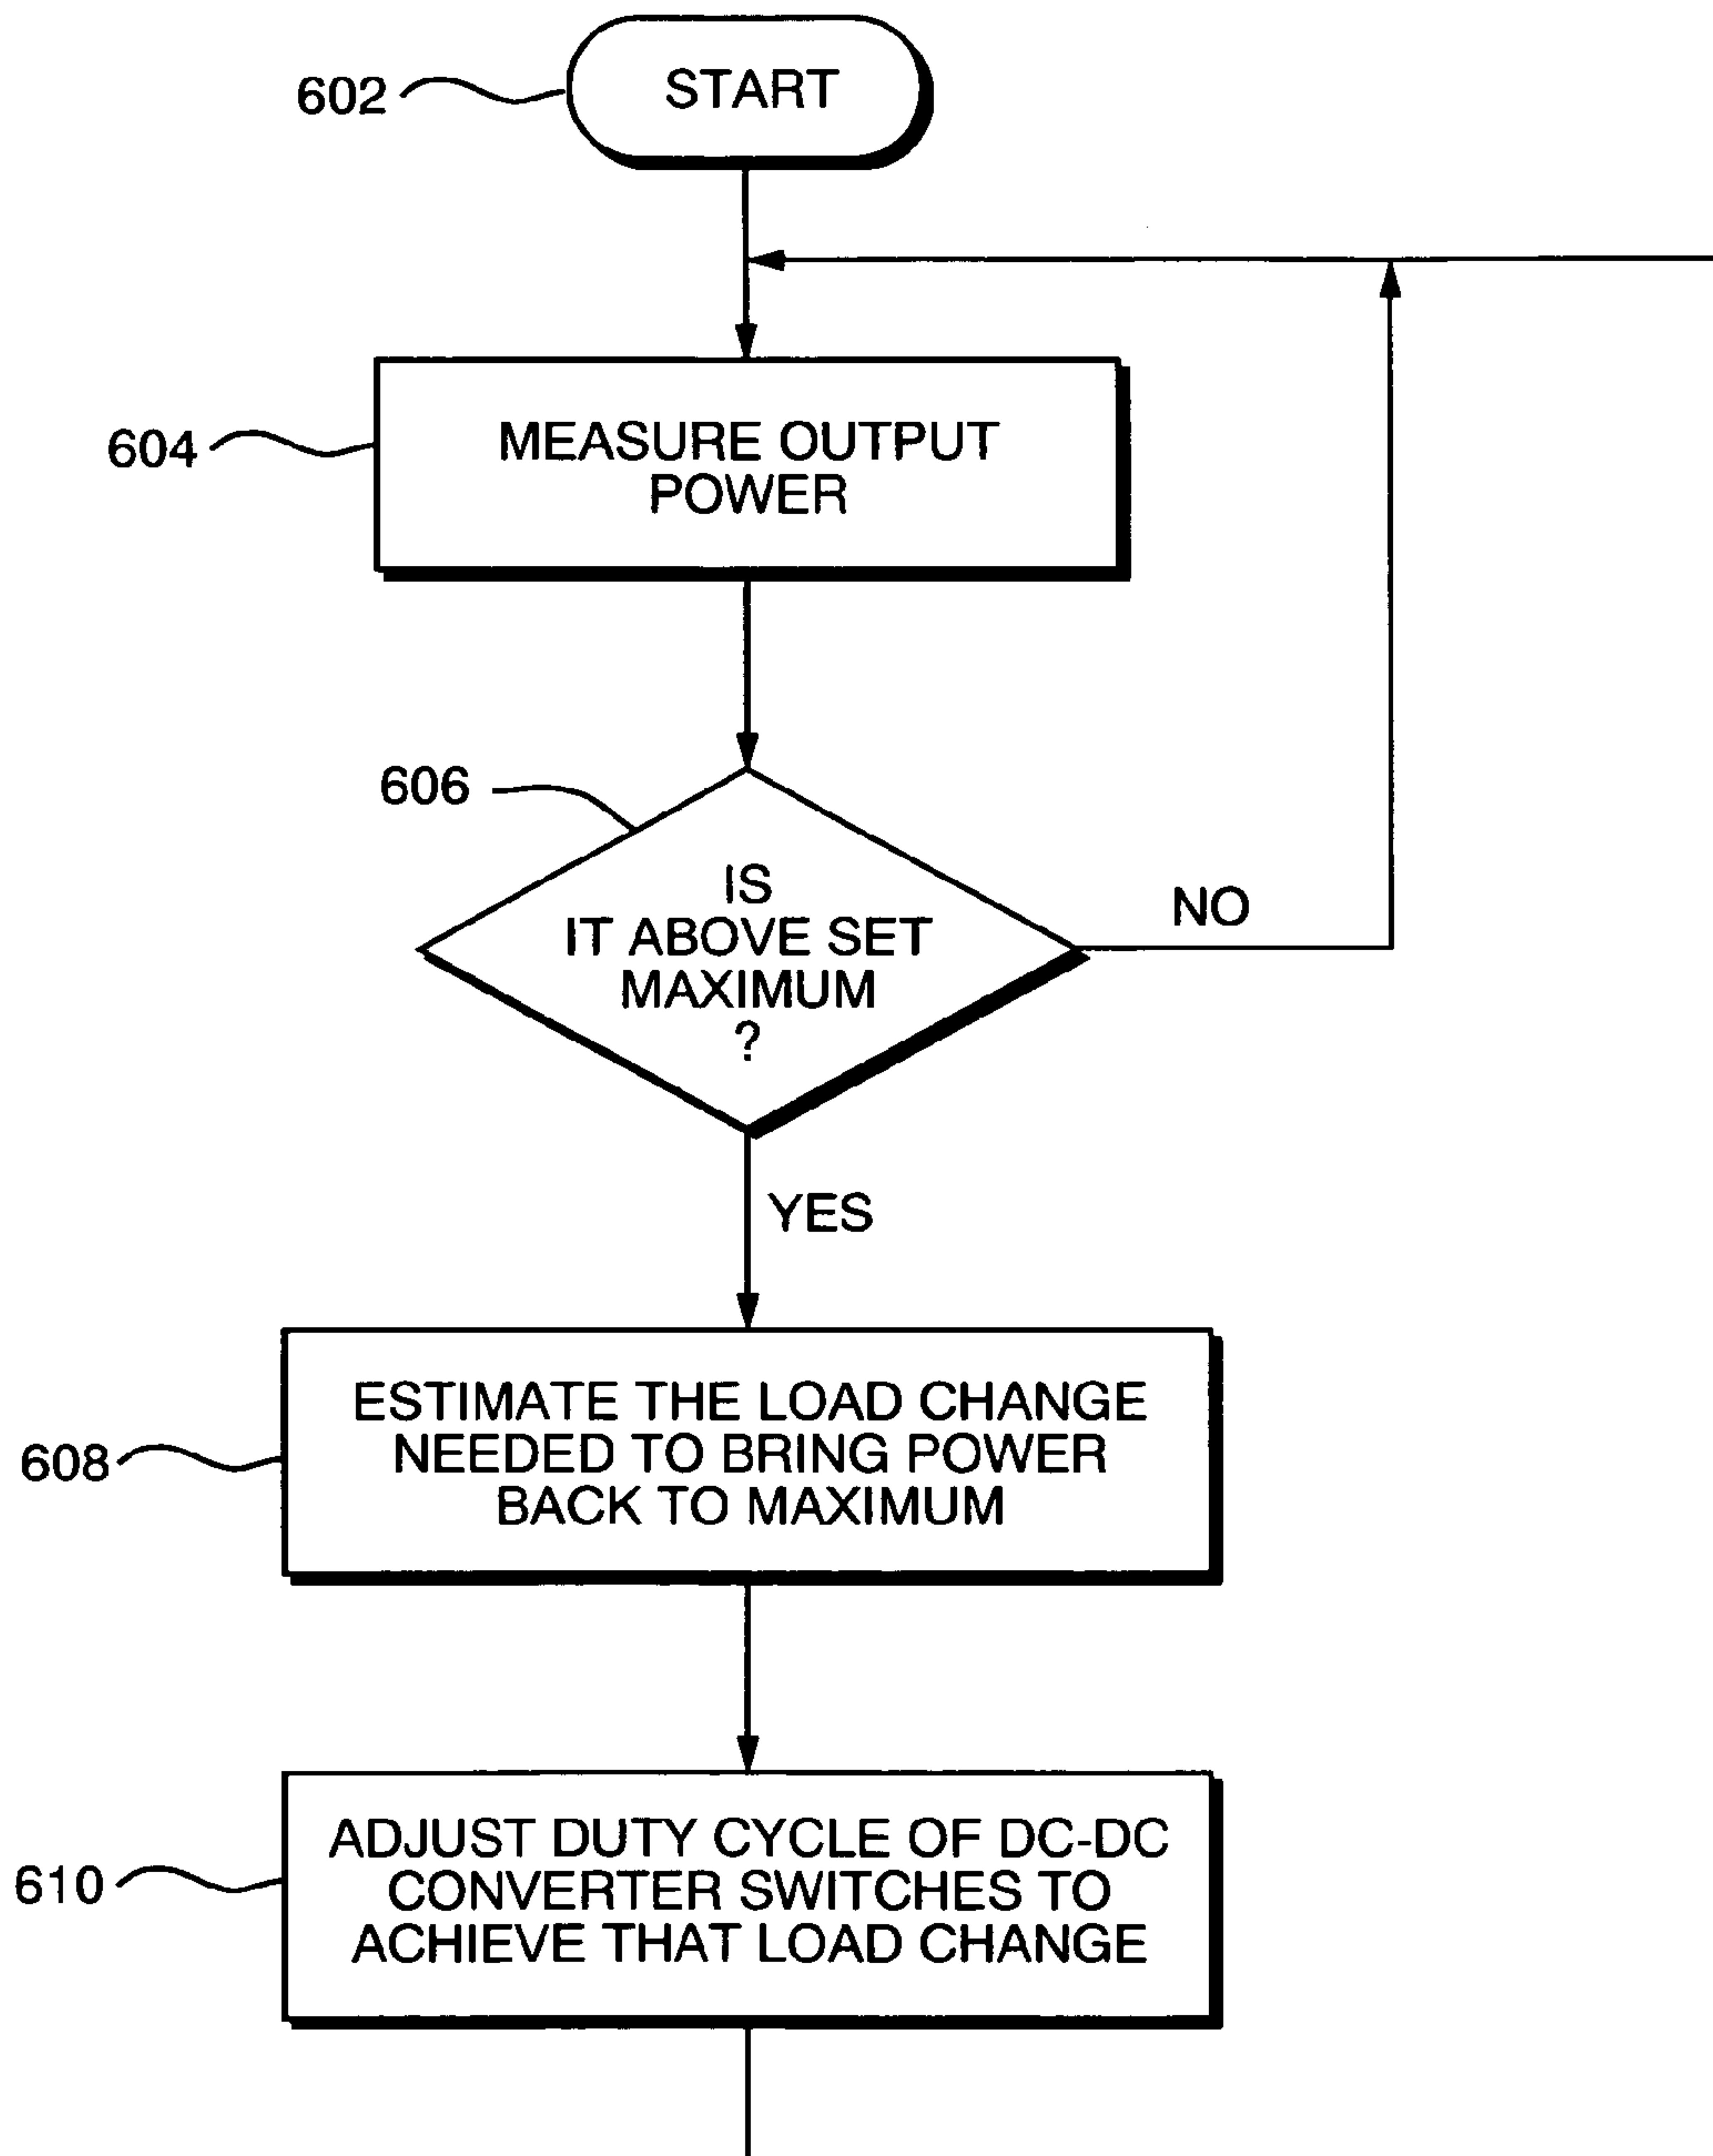 602
START
604
MEASURE OUTPUT
POWER
606
IS
IT ABOVE SET
MAXIMUM
?
NO
YES
608
ESTIMATE THE LOAD CHANGE
NEEDED TO BRING POWER
BACK TO MAXIMUM
610
ADJUST DUTY CYCLE OF DC-DC
CONVERTER SWITCHES TO
ACHIEVE THAT LOAD CHANGE